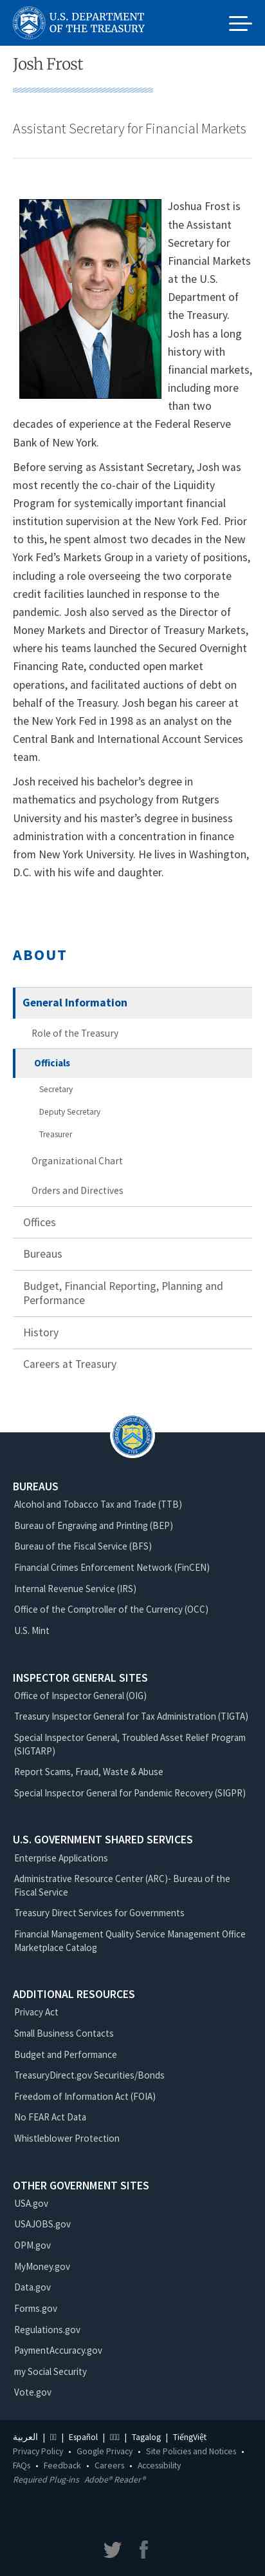 U.S. DEPARTMENT
OF THE TREASURY
Josh Frost
Assistant Secretary for Financial Markets
Joshua Frost is
the Assistant
Secretary for
Financial Markets
at the U.S.
Department of
the Treasury.
Josh has a long
history with
financial markets,
including more
than two
decades of experience at the Federal Reserve
Bank of New York.
Before serving as Assistant Secretary, Josh was
most recently the co-director of the Liquidity
Program for systemically important financial
institution supervision at the New York Fed. Prior
to this, he spent almost two decades in the New
York Fed’s Markets Group in a variety of positions,
including a role overseeing the two corporate
credit facilities launched in response to the
pandemic. Josh also served as the Director of
Money Markets and Director of Treasury Markets,
where his teams launched the Secured Overnight
Financing Rate, conducted open market
operations, and facilitated auctions of debt on
behalf of the Treasury. Josh began his career at
the New York Fed in 1998 as an analyst on the
Central Bank and International Account Services
team.
Josh received his bachelor’s degree in
mathematics and psychology from Rutgers
University and his master’s degree in business
administration with a concentration in finance
from New York University. He lives in Washington,
D.C. with his wife and daughter.
ABOUT
General Information
Role of the Treasury
Officials
Secretary
Deputy Secretary
Treasurer
Organizational Chart
Orders and Directives
Offices
Bureaus
Budget, Financial Reporting, Planning and
Performance
History
Careers at Treasury
BUREAUS
Alcohol and Tobacco Tax and Trade (TTB)
Bureau of Engraving and Printing (BEP)
Bureau of the Fiscal Service (BFS)
Financial Crimes Enforcement Network (FinCEN)
Internal Revenue Service (IRS)
Office of the Comptroller of the Currency (OCC)
U.S. Mint
INSPECTOR GENERAL SITES
Office of Inspector General (OIG)
Treasury Inspector General for Tax Administration (TIGTA)
Special Inspector General, Troubled Asset Relief Program
(SIGTARP)
Report Scams, Fraud, Waste & Abuse
Special Inspector General for Pandemic Recovery (SIGPR)
U.S. GOVERNMENT SHARED SERVICES
Enterprise Applications
Administrative Resource Center (ARC)- Bureau of the
Fiscal Service
Treasury Direct Services for Governments
Financial Management Quality Service Management Office
Marketplace Catalog
ADDITIONAL RESOURCES
Privacy Act
Small Business Contacts
Budget and Performance
TreasuryDirect.gov Securities/Bonds
Freedom of Information Act (FOIA)
No FEAR Act Data
Whistleblower Protection
OTHER GOVERNMENT SITES
USA.gov
USAJOBS.gov
OPM.gov
MyMoney.gov
Data.gov
Forms.gov
Regulations.gov
PaymentAccuracy.gov
my Social Security
Vote.gov
العربية | | Español | | Tagalog | TiếngViệt
Privacy Policy • Google Privacy • Site Policies and Notices •
FAQs • Feedback • Careers • Accessibility
Required Plug-ins Adobe® Reader®